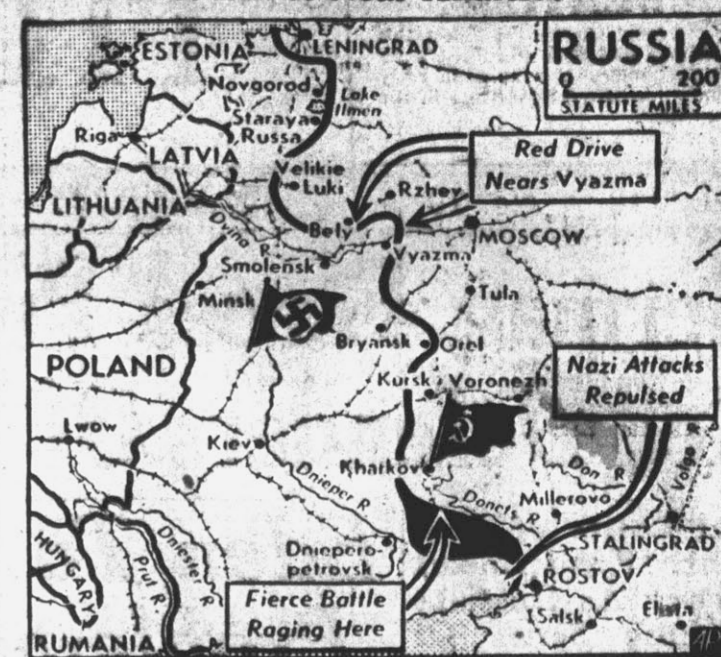 ESTONIA
LENINGRAD
RUSSIA
0 200
STATUTE MILES
Novgorod
Lake
Ilmen
Staraya
Russa
Riga
LATVIA
Velikie
Luki
Rzhev
Red Drive
Nears Vyazma
LITHUANIA
Dvina R.
Bely
MOSCOW
Vyazma
Smolensk
Minsk
Tula
Bryansk
Orel
POLAND
Nazi Attacks
Repulsed
Kursk
Voronezh
Lwow
Kiev
Kharkov
Dnieper R.
Don R.
Volga R.
Donets R.
Millerovo
STALINGRAD
Dniepero-
petrovsk
HUNGARY
Prut R.
Dniester R.
ROSTOV
Fierce Battle
Raging Here
Salsk
Elista
RUMANIA